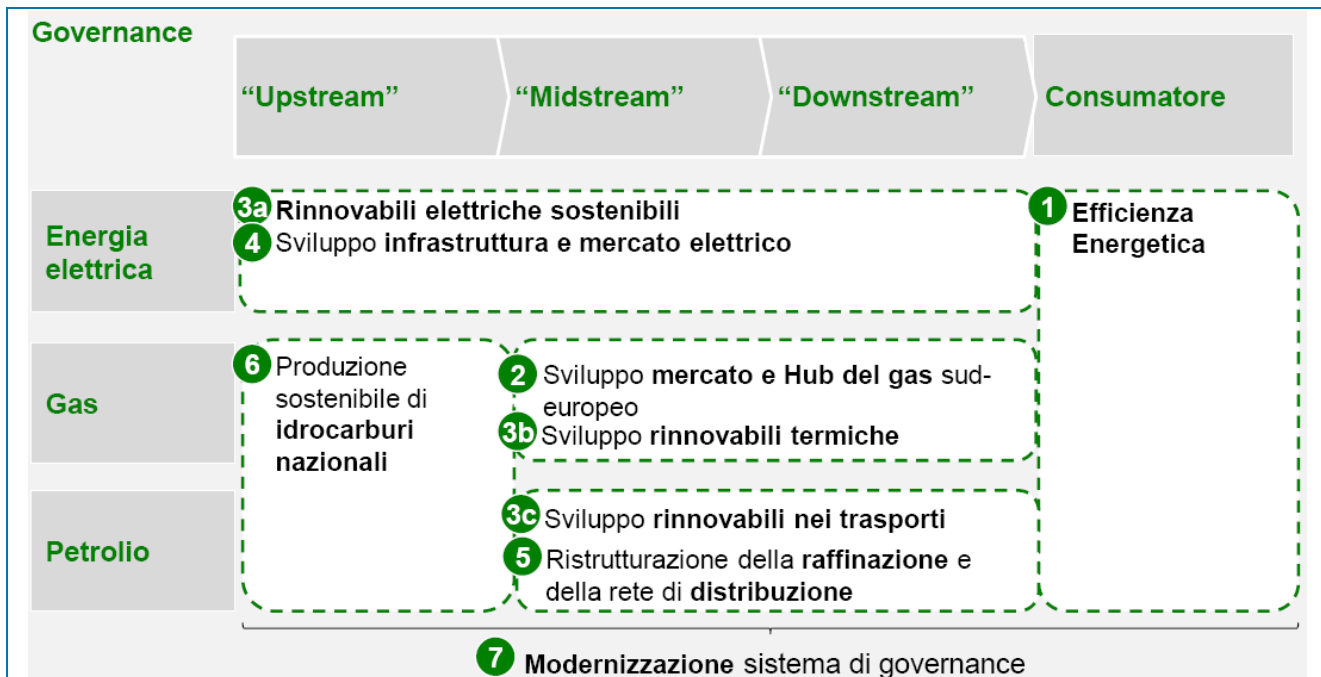 Governance
“Upstream”
“Midstream”
“Downstream”
Consumatore
Energia
elettrica
3a Rinnovabili elettriche sostenibili
4 Sviluppo infrastruttura e mercato elettrico
1 Efficienza
Energetica
Gas
6 Produzione
sostenibile di
idrocarburi
nazionali
2 Sviluppo mercato e Hub del gas sud-
europeo
3b Sviluppo rinnovabili termiche
Petrolio
3c Sviluppo rinnovabili nei trasporti
5 Ristrutturazione della raffinazione e
della rete di distribuzione
7 Modernizzazione sistema di governance